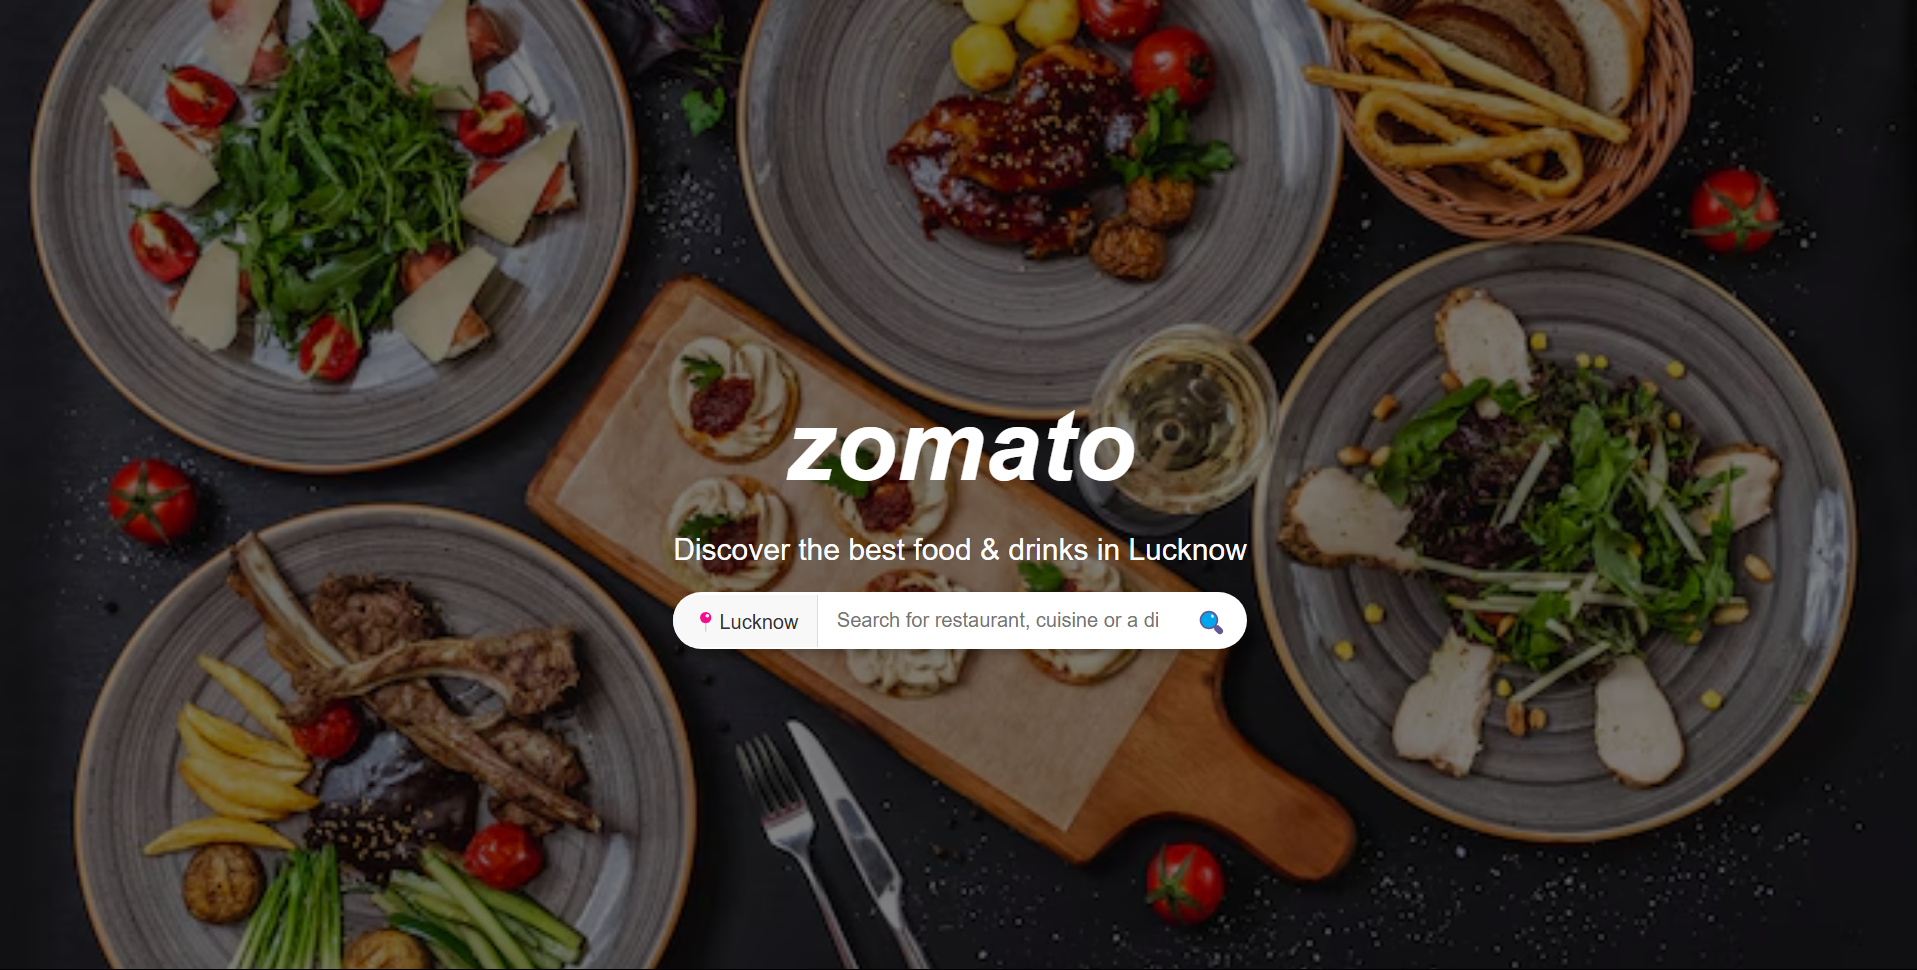 zomato
Discover the best food & drinks in Lucknow
Lucknow
Search for restaurant, cuisine or a di